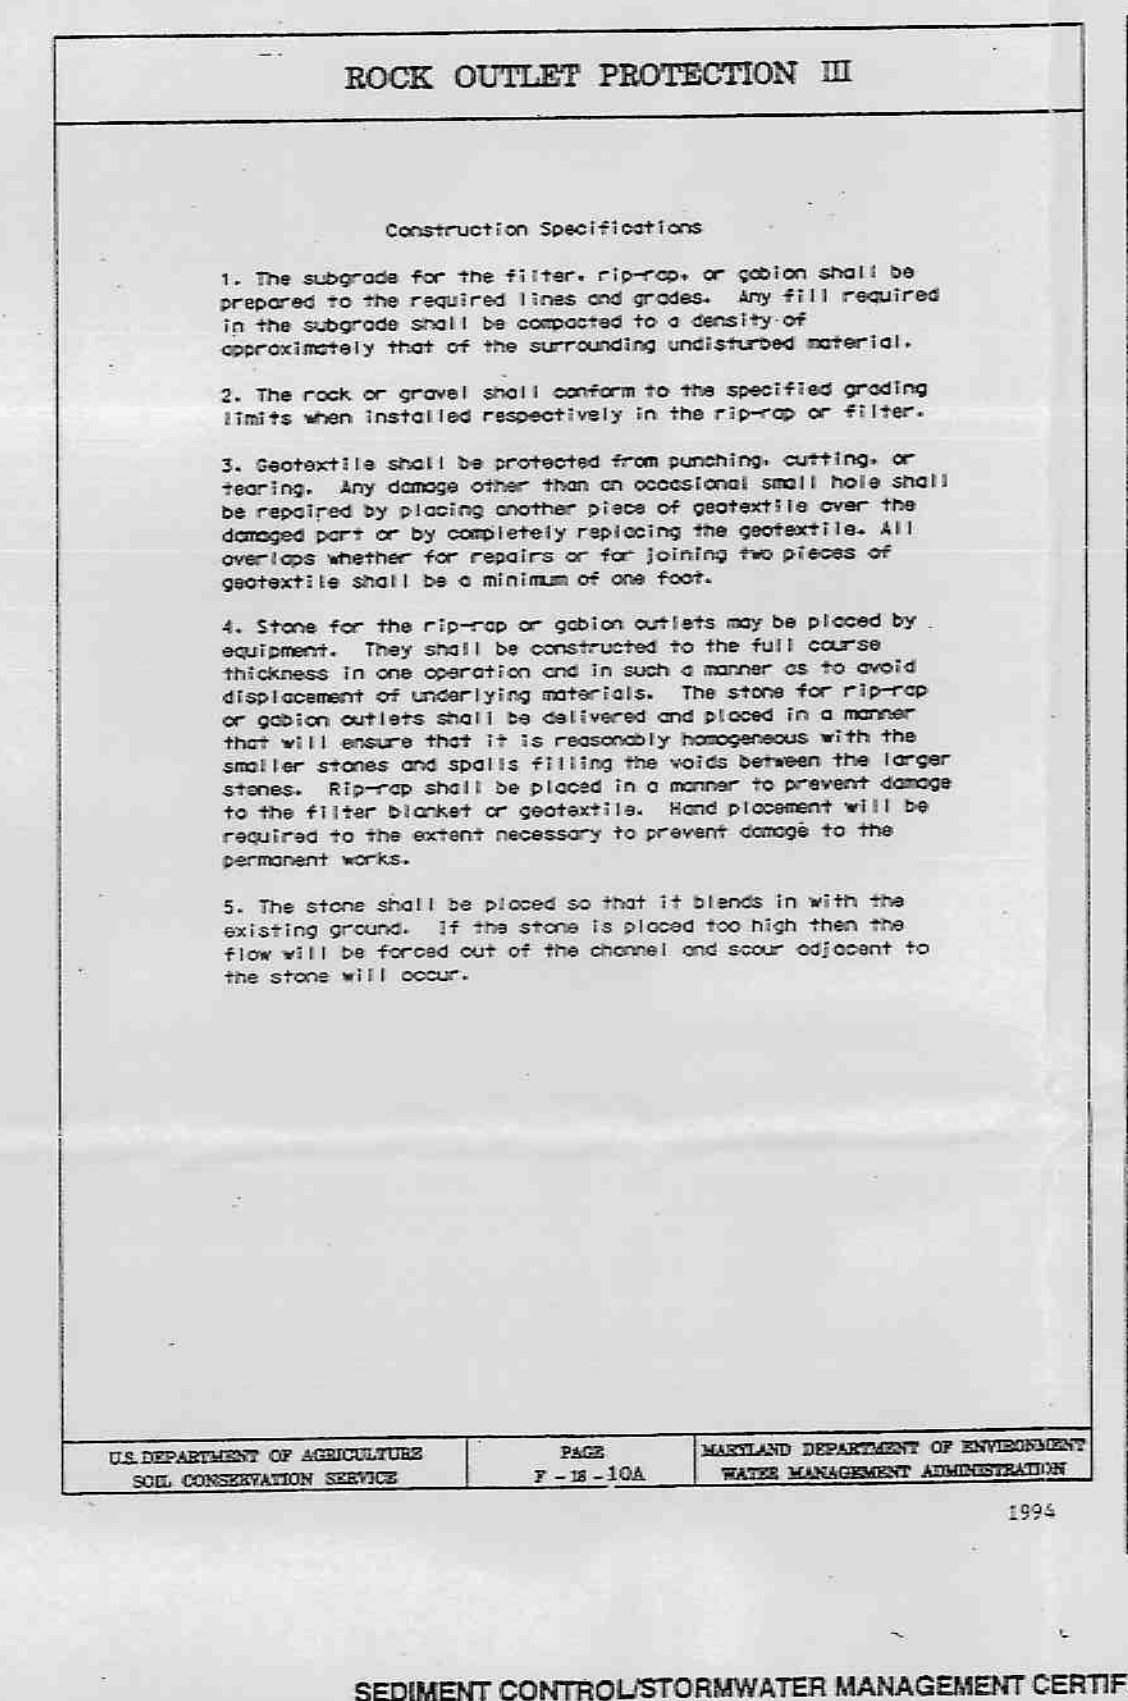 ROCK OUTLET PROTECTION III
Construction Specifications
1. The subgrade for the filter, rip-rap, or gabion shall be
prepared to the required lines and grades. Any fill required
in the subgrade shall be compacted to a density of
approximately that of the surrounding undisturbed material.
2. The rock or gravel shall conform to the specified grading
limits when installed respectively in the rip-rap or filter.
3. Geotextile shall be protected from punching, cutting, or
tearing. Any damage other than an occasional small hole shall
be repaired by placing another piece of geotextile over the
damaged part or by completely replacing the geotextile. All
overlaps whether for repairs or for joining two pieces of
geotextile shall be a minimum of one foot.
4. Stone for the rip-rap or gabion outlets may be placed by
equipment. They shall be constructed to the full course
thickness in one operation and in such a manner as to avoid
displacement of underlying materials. The stone for rip-rap
or gabion outlets shall be delivered and placed in a manner
that will ensure that it is reasonably homogeneous with the
smaller stones and spalls filling the voids between the larger
stones. Rip-rap shall be placed in a manner to prevent damage
to the filter blanket or geotextile. Hand placement will be
required to the extent necessary to prevent damage to the
permanent works.
5. The stone shall be placed so that it blends in with the
existing ground. If the stone is placed too high then the
flow will be forced out of the channel and scour adjacent to
the stone will occur.
U.S. DEPARTMENT OF AGRICULTURE
SOIL CONSERVATION SERVICE
PAGE
F - 18 - 10A
MARYLAND DEPARTMENT OF ENVIRONMENT
WATER MANAGEMENT ADMINISTRATION
1994
SEDIMENT CONTROL/STORMWATER MANAGEMENT CERTIF